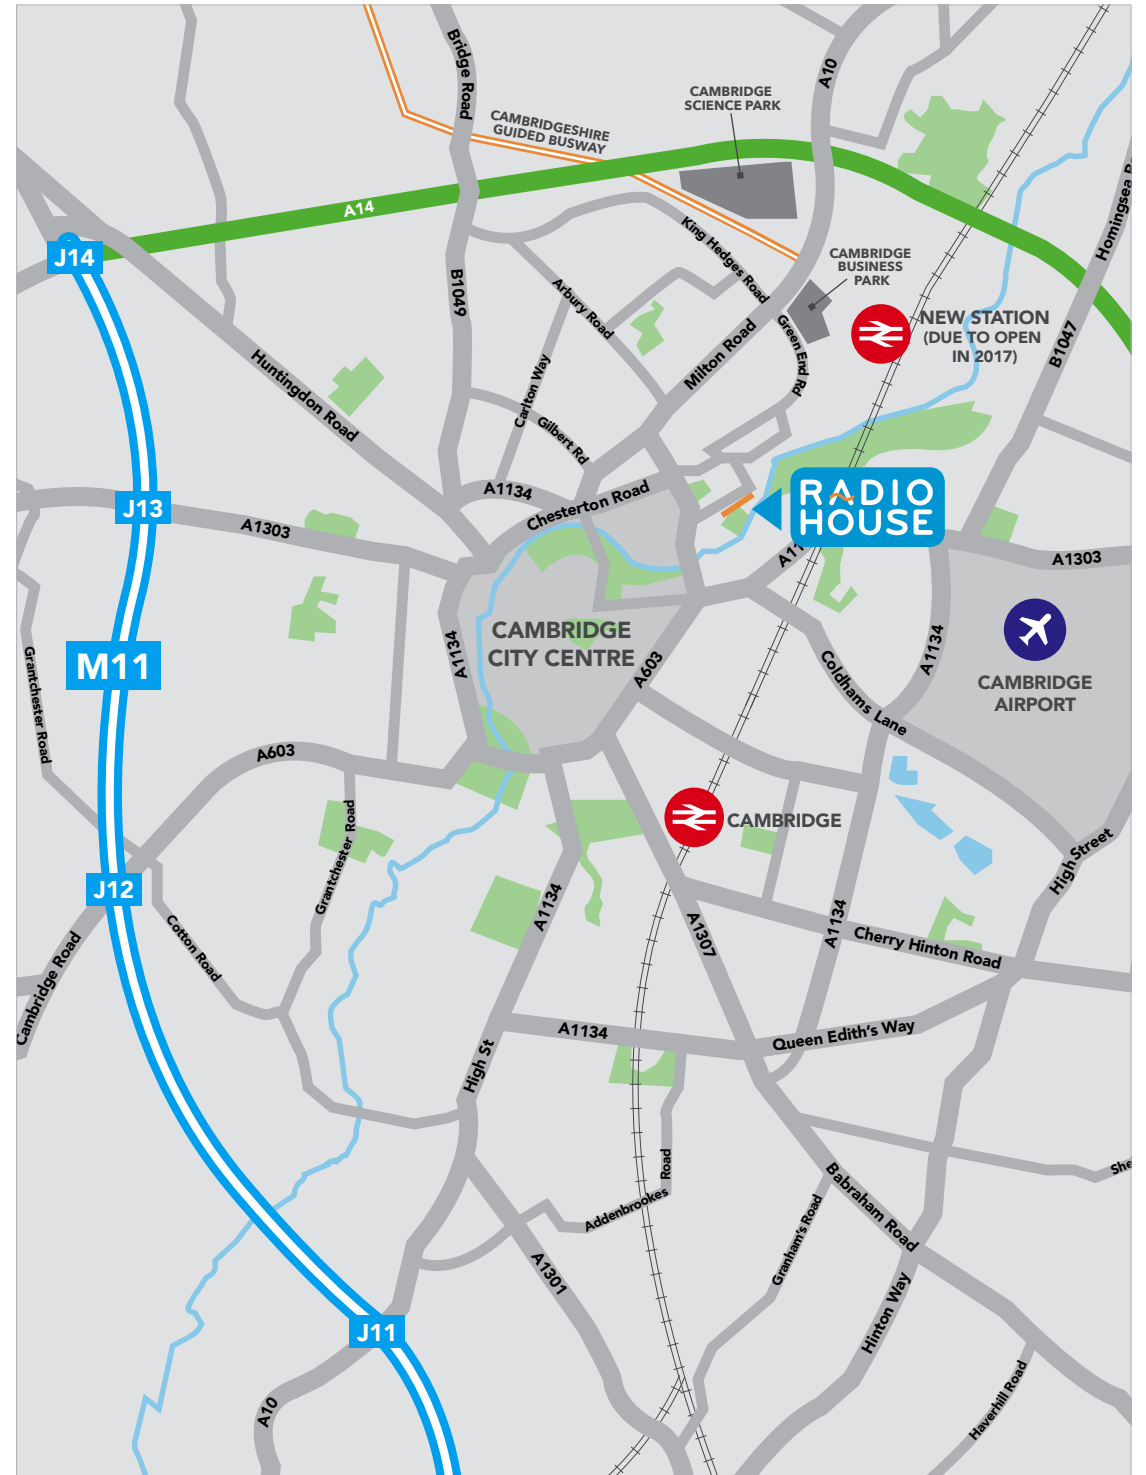 Bridge Road
A10
CAMBRIDGE
SCIENCE PARK
CAMBRIDGESHIRE
GUIDED BUSWAY
A14
J14
Homingsea R
King Hedges Road
CAMBRIDGE
BUSINESS
PARK
B1049
Arbury Road
Green End Rd
NEW STATION
(DUE TO OPEN
IN 2017)
B1047
Milton Road
Huntingdon Road
Carlton Way
Gilbert Rd
A1134
Chesterton Road
RADIO
HOUSE
J13
A1303
A11
A1303
CAMBRIDGE
CITY CENTRE
A1134
A603
A1134
M11
Grantchester Road
Coldhams Lane
CAMBRIDGE
AIRPORT
A603
CAMBRIDGE
Grantchester Road
High Street
J12
A1134
A1307
A1134
Cherry Hinton Road
Cotton Road
Cambridge Road
A1134
Queen Edith's Way
High St
Road
Addenbrookes
She
Babraham Road
Granham's Road
A1301
Hinton Way
J11
A10
Haverhill Road